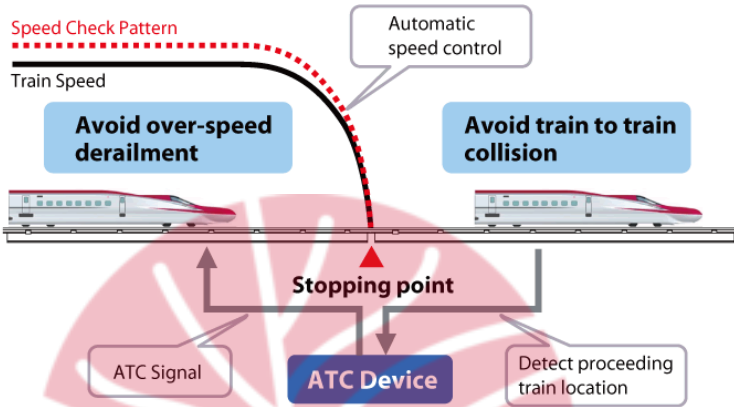 Speed Check Pattern
Train Speed
Automatic
speed control
Avoid over-speed
derailment
Avoid train to train
collision
Stopping point
ATC Signal
ATC Device
Detect proceeding
train location